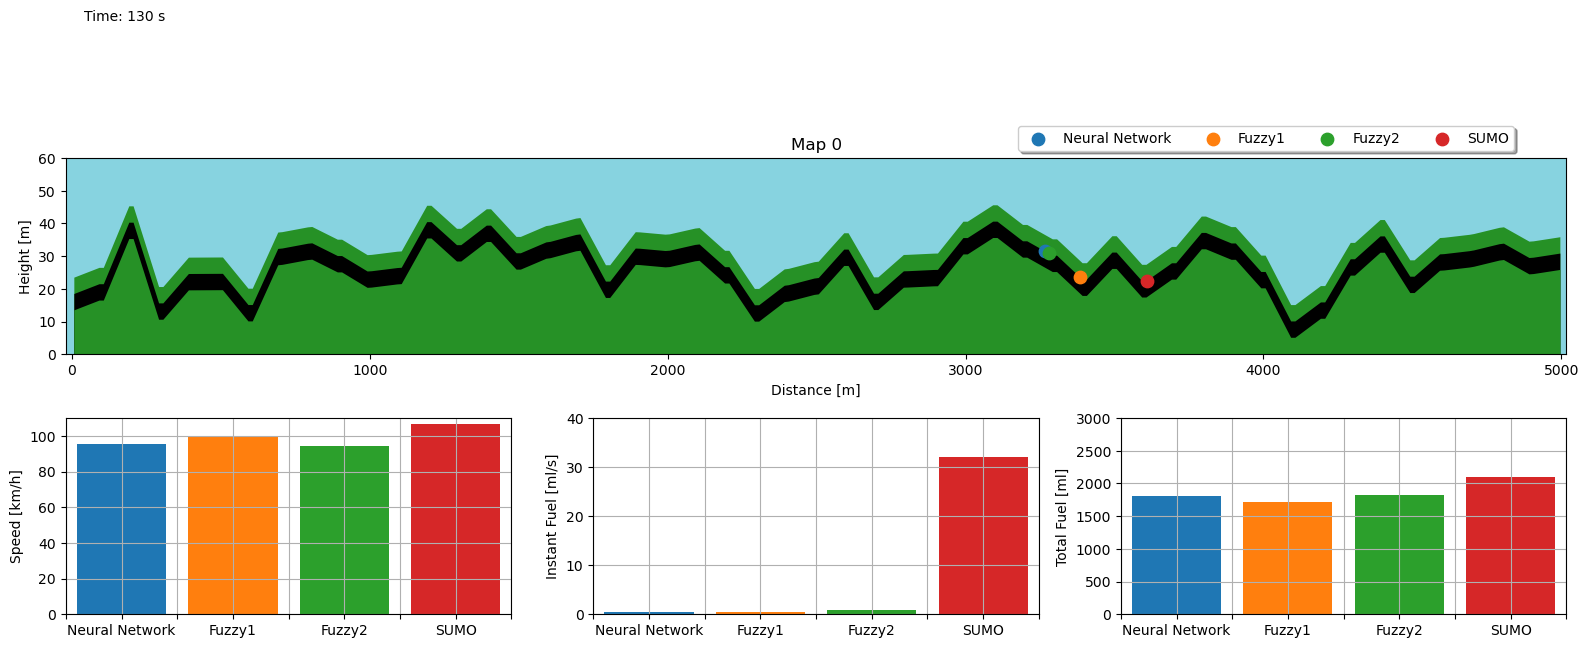 Time: 130 s
Map 0
Neural Network Fuzzy1 Fuzzy2 SUMO
Height [m]
60
50
40
30
20
10
0
0 1000 2000 3000 4000 5000
Distance [m]
Speed [km/h]
100
80
60
40
20
0
Neural Network Fuzzy1 Fuzzy2 SUMO
Instant Fuel [ml/s]
40
30
20
10
0
Neural Network Fuzzy1 Fuzzy2 SUMO
Total Fuel [ml]
3000
2500
2000
1500
1000
500
0
Neural Network Fuzzy1 Fuzzy2 SUMO